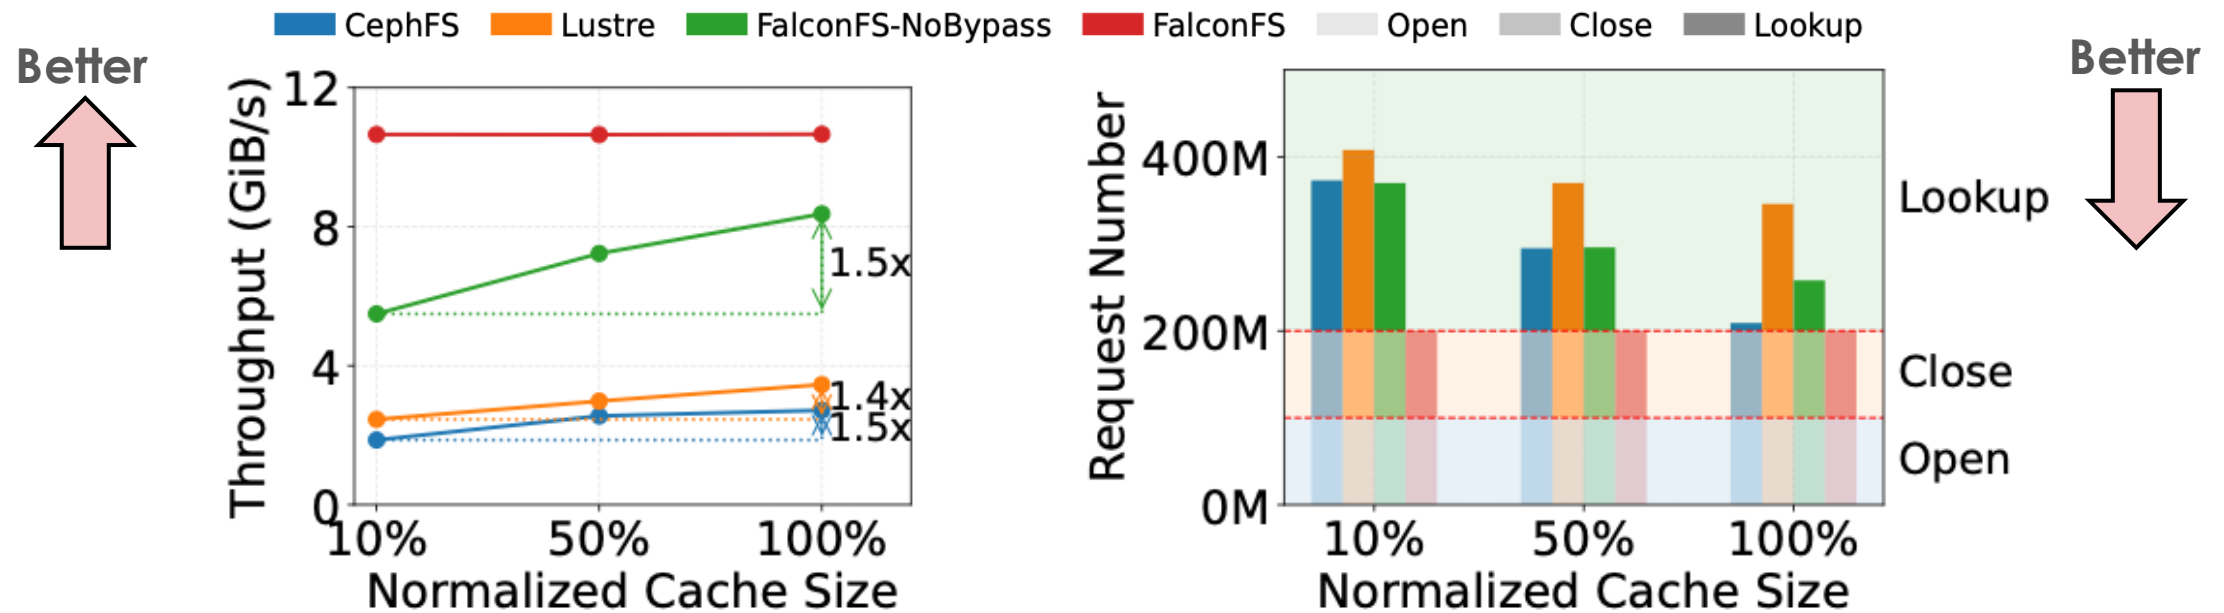 CephFS Lustre FalconFS-NoBypass FalconFS Open Close Lookup
Better
Throughput (GiB/s)
12
8
4
0
1.5x
1.4x
1.5x
10% 50% 100%
Normalized Cache Size
Better
Request Number
400M
200M
0M
Lookup
Close
Open
10% 50% 100%
Normalized Cache Size